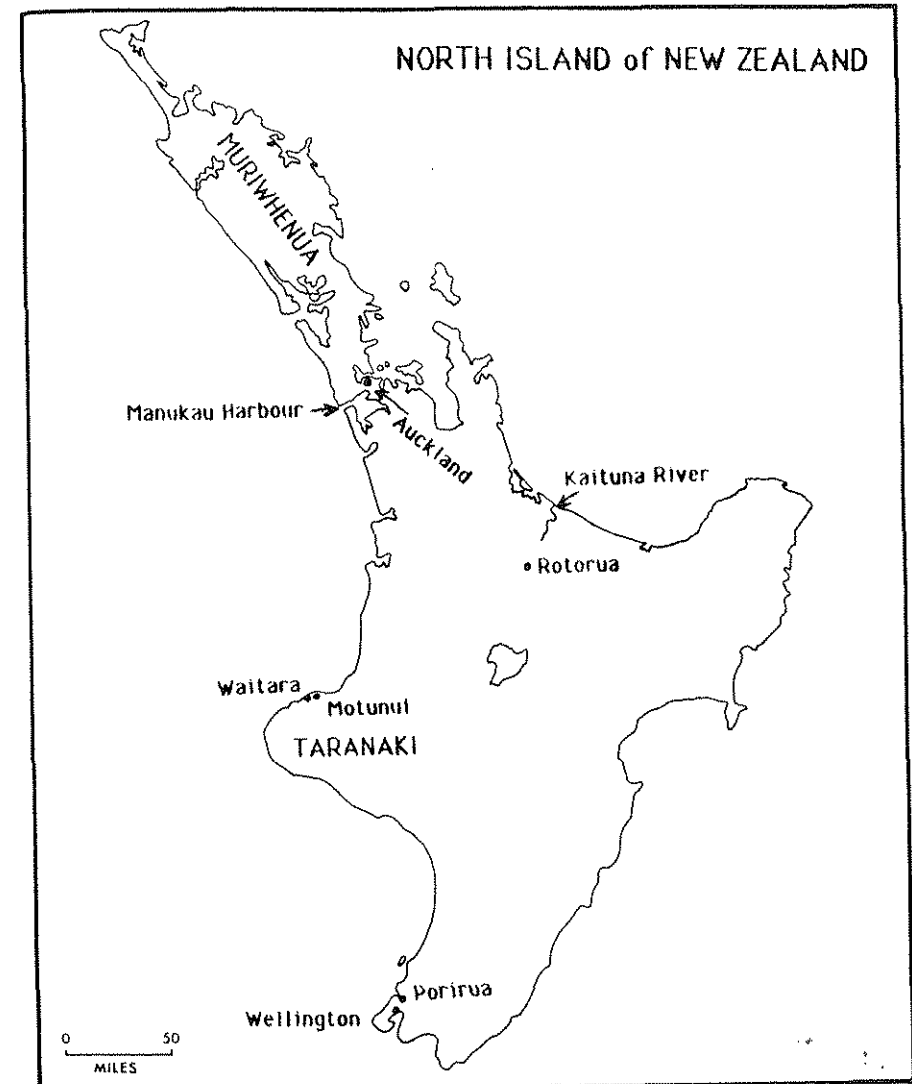 NORTH ISLAND of NEW ZEALAND
MURIWHENUA
Manukau Harbour
Auckland
Kaituna River
Rotorua
Waitara
Motunui
TARANAKI
Porirua
Wellington
0 50
MILES